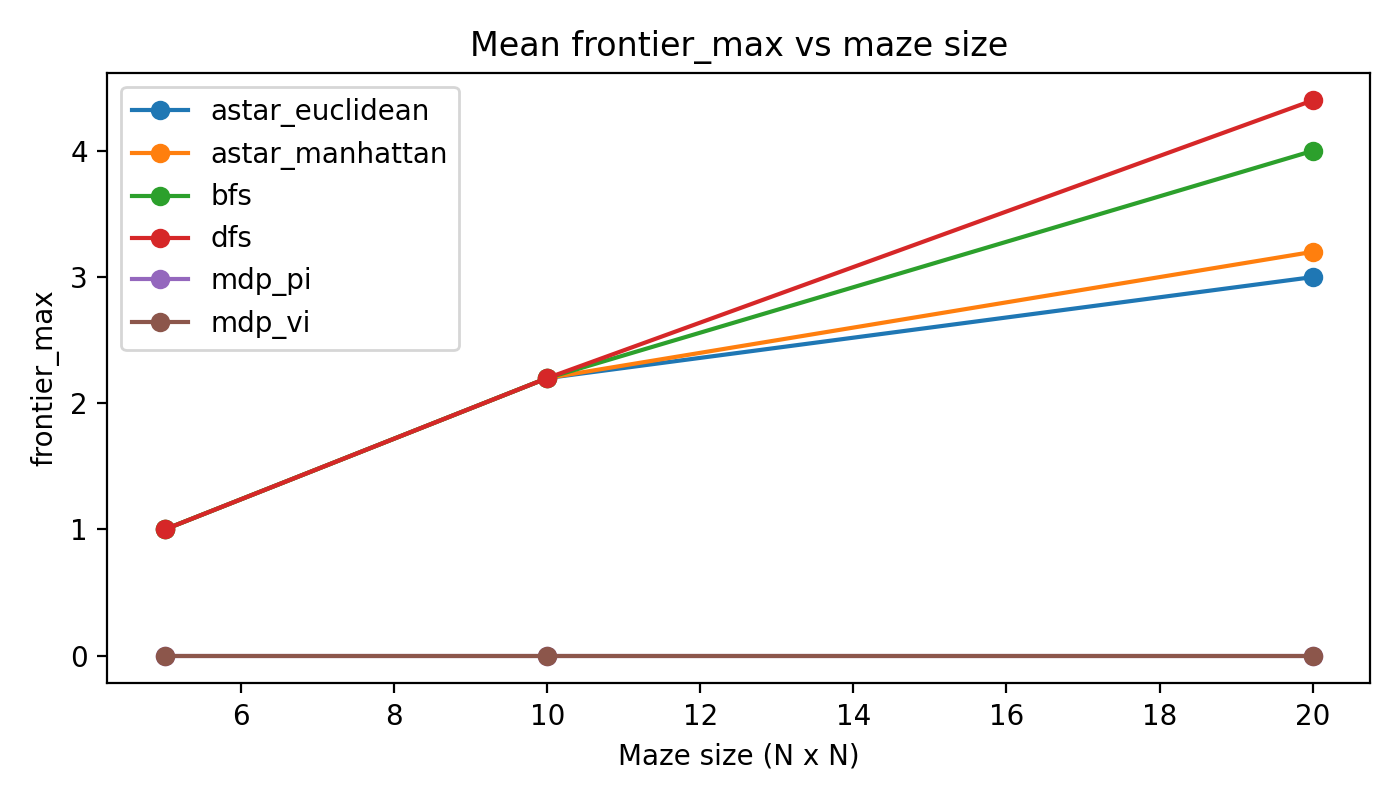 Mean frontier_max vs maze size
astar_euclidean
astar_manhattan
bfs
dfs
mdp_pi
mdp_vi
frontier_max
4
3
2
1
0
6 8 10 12 14 16 18 20
Maze size (N x N)